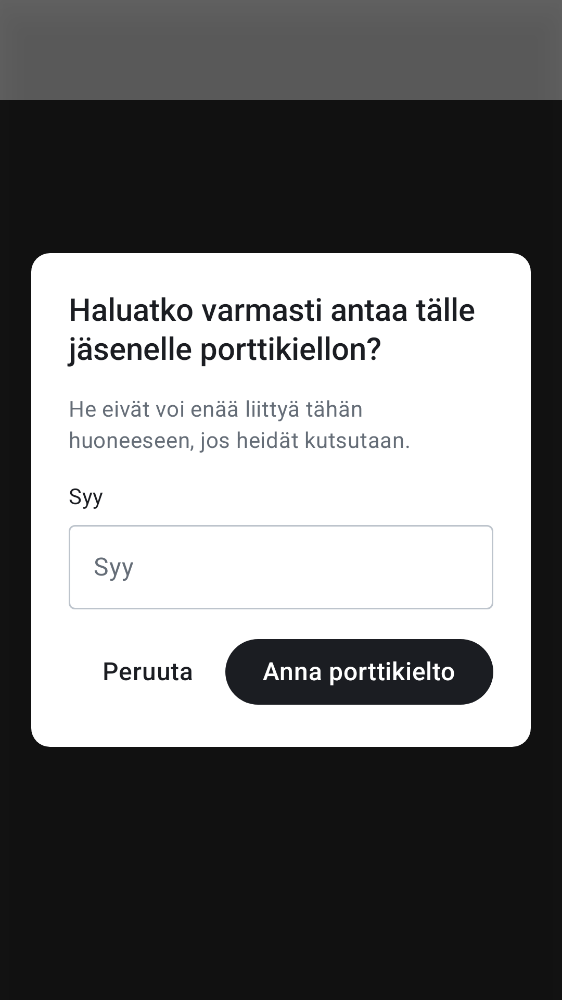 Haluatko varmasti antaa tälle
jäsenelle porttikiellon?
He eivät voi enää liittyä tähän
huoneeseen, jos heidät kutsutaan.
Syy
Syy
Peruuta
Anna porttikielto